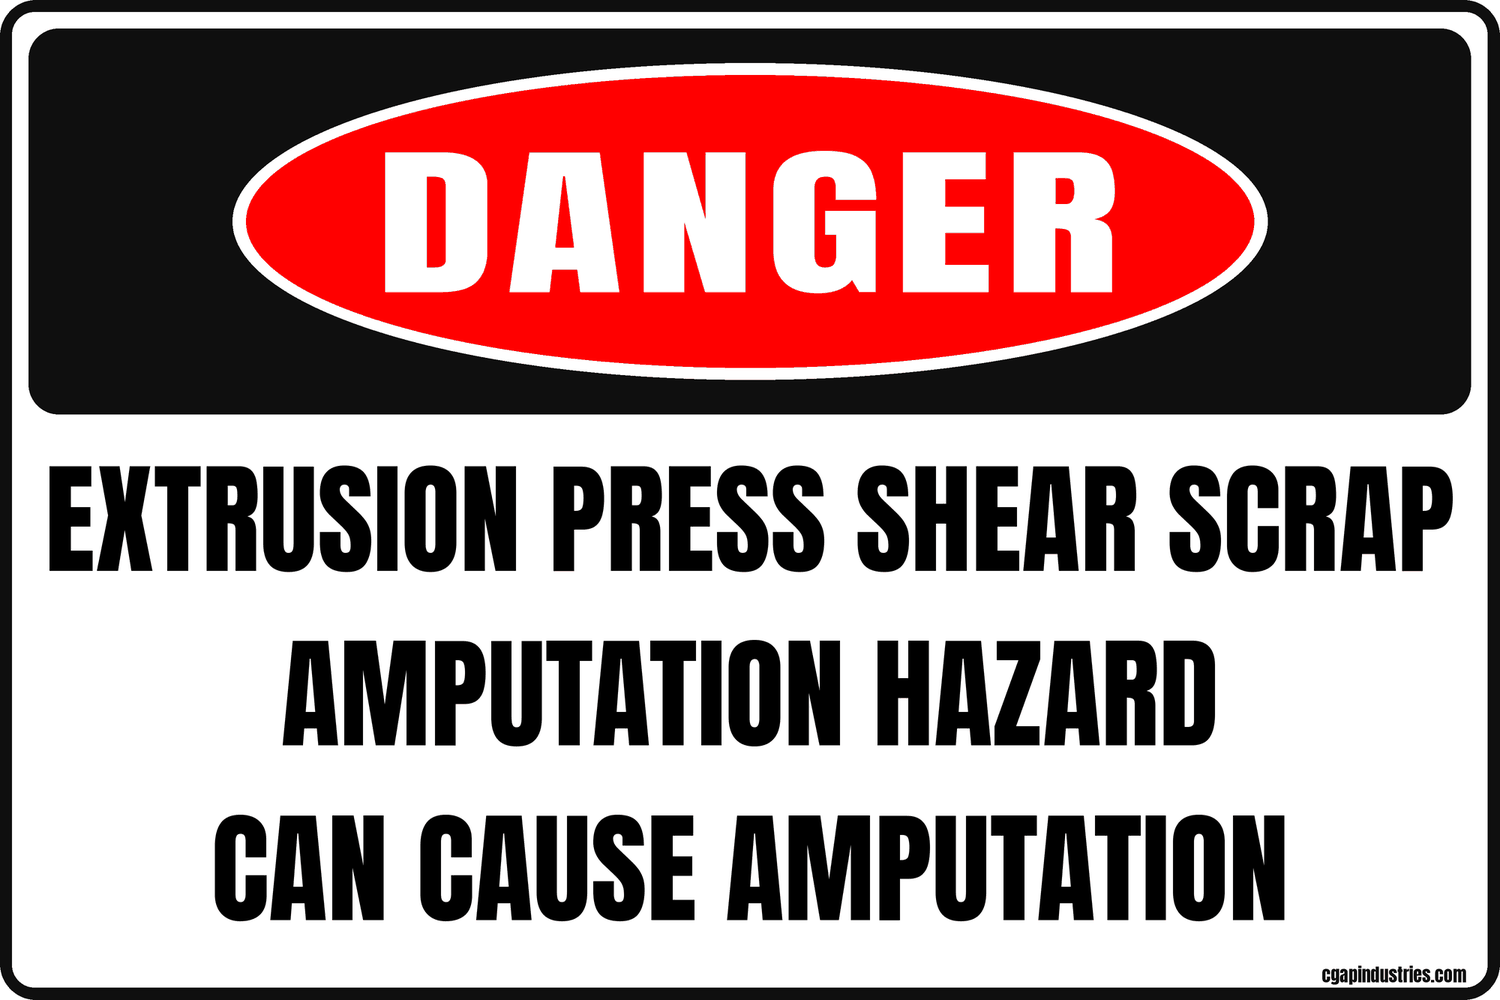 DANGER
EXTRUSION PRESS SHEAR SCRAP
AMPUTATION HAZARD
CAN CAUSE AMPUTATION
cgapindustries.com